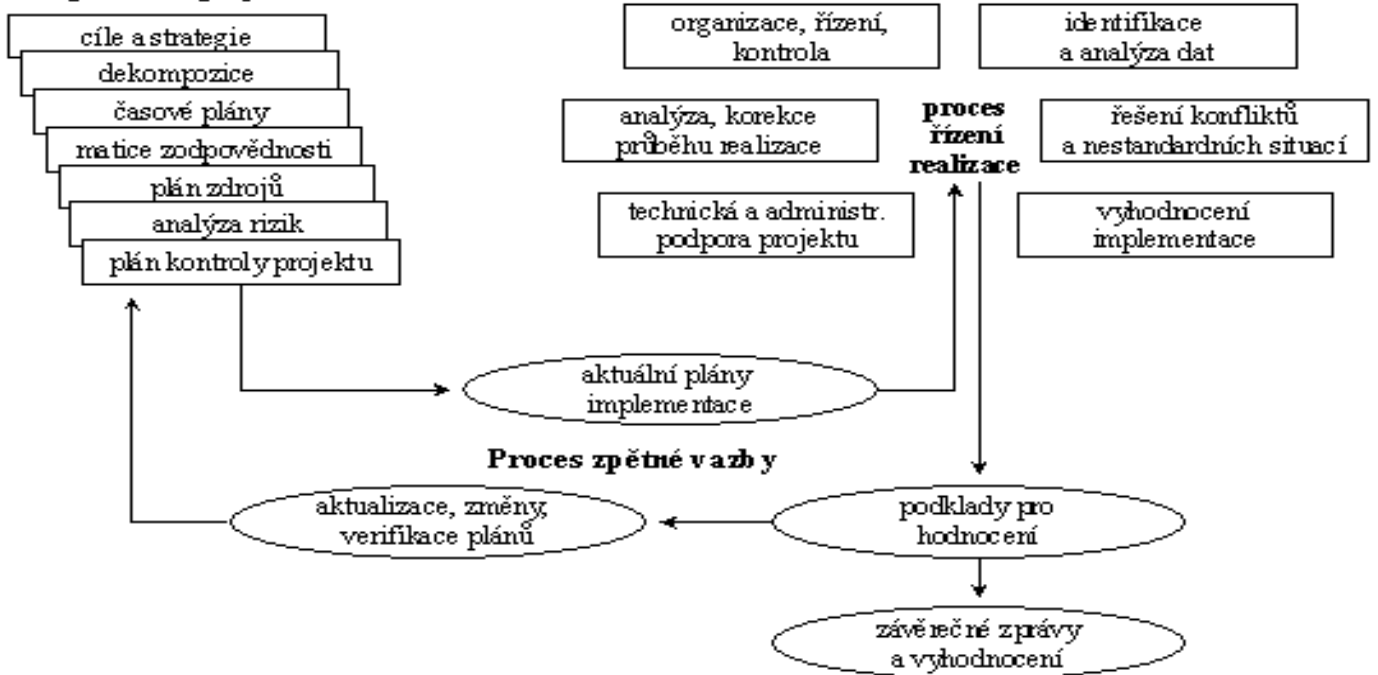 cíle a strategie
dekompozice
časové plány
matice zodpovědnosti
plán zdrojů
analýza rizik
plán kontroly projektu
organizace, řízení,
kontrola
identifikace
a analýza dat
analýza, korekce
průběhu realizace
proces
řízení
realizace
řešení konfliktů
a nestandardních situací
technická a administr.
podpora projektu
vyhodnocení
implementace
aktuální plány
implementace
Proces zpětné vazby
aktualizace, změny,
verifikace plánů
podklady pro
hodnocení
závěrečné zprávy
a vyhodnocení